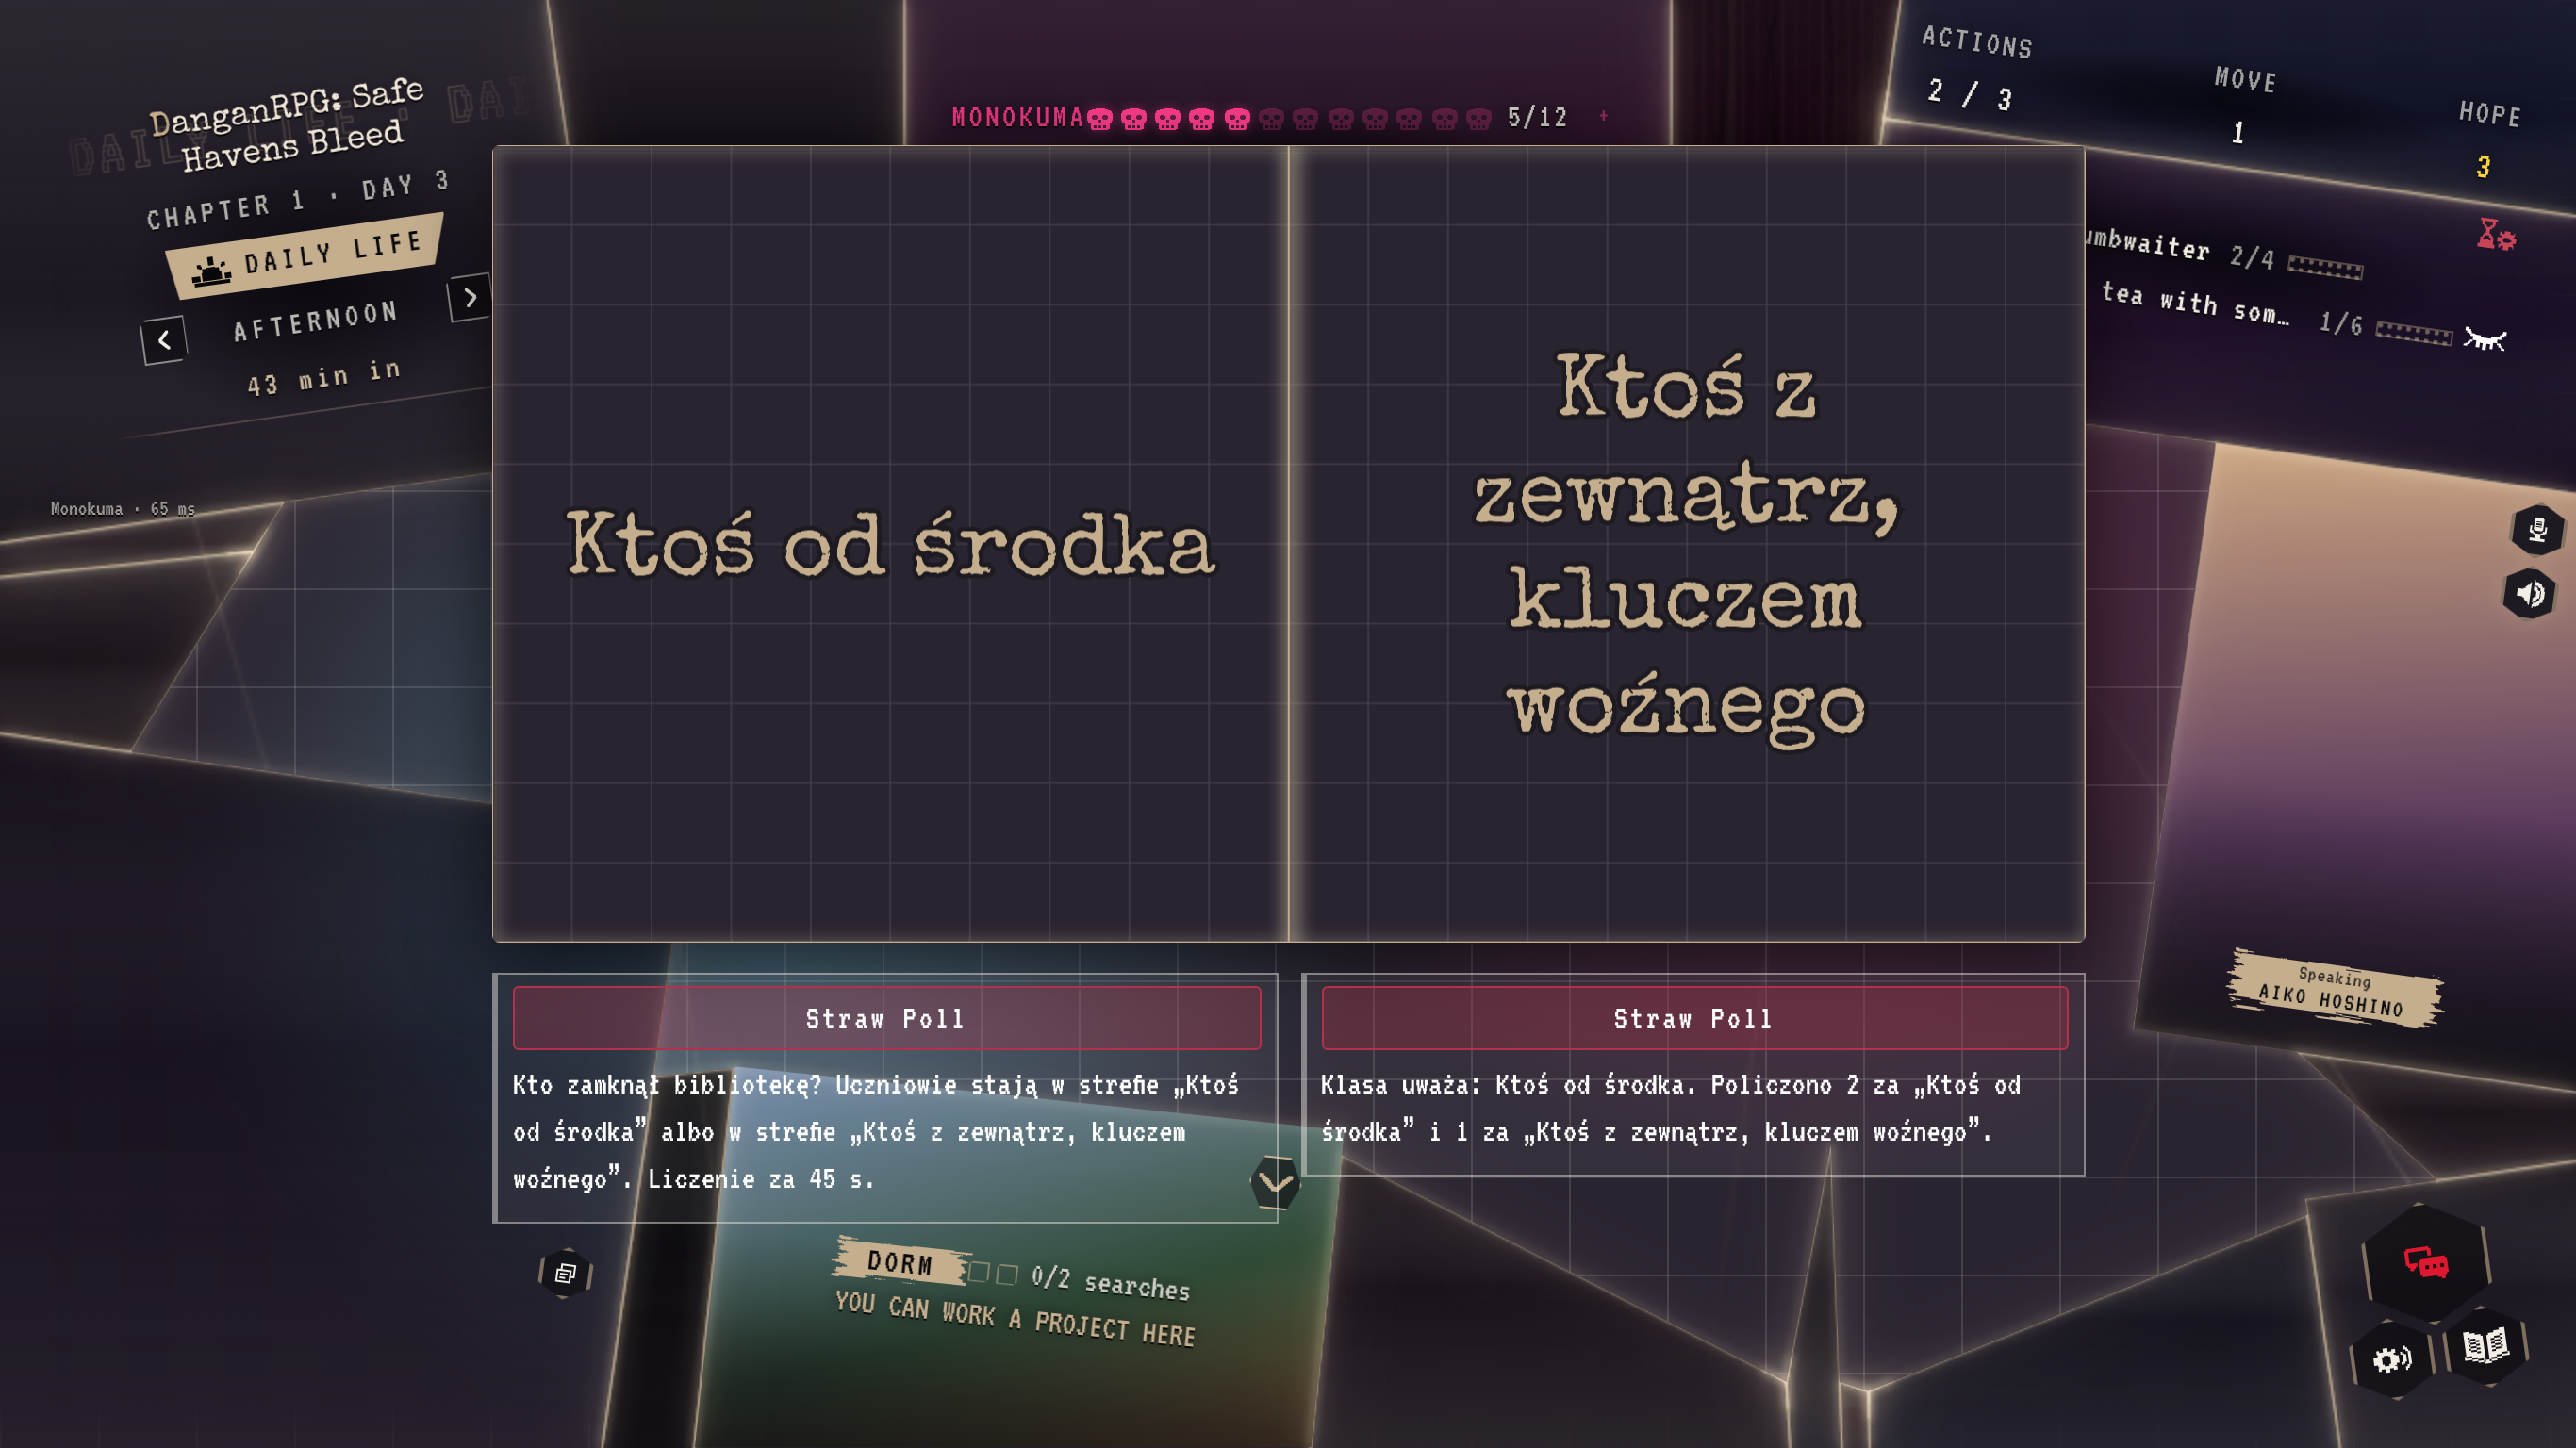 DanganRPG: Safe
Havens Bleed
CHAPTER 1 · DAY 3
DAILY LIFE
AFTERNOON
43 min in
Monokuma · 65 ms
MONOKUMA 5/12 +
ACTIONS
2 / 3
MOVE
1
HOPE
3
umbwaiter 2/4
tea with som… 1/6
Ktoś od środka
Ktoś z
zewnątrz,
kluczem
woźnego
Speaking
AIKO HOSHINO
Straw Poll
Kto zamknął bibliotekę? Uczniowie stają w strefie „Ktoś
od środka” albo w strefie „Ktoś z zewnątrz, kluczem
woźnego”. Liczenie za 45 s.
Straw Poll
Klasa uważa: Ktoś od środka. Policzono 2 za „Ktoś od
środka” i 1 za „Ktoś z zewnątrz, kluczem woźnego”.
DORM 0/2 searches
YOU CAN WORK A PROJECT HERE